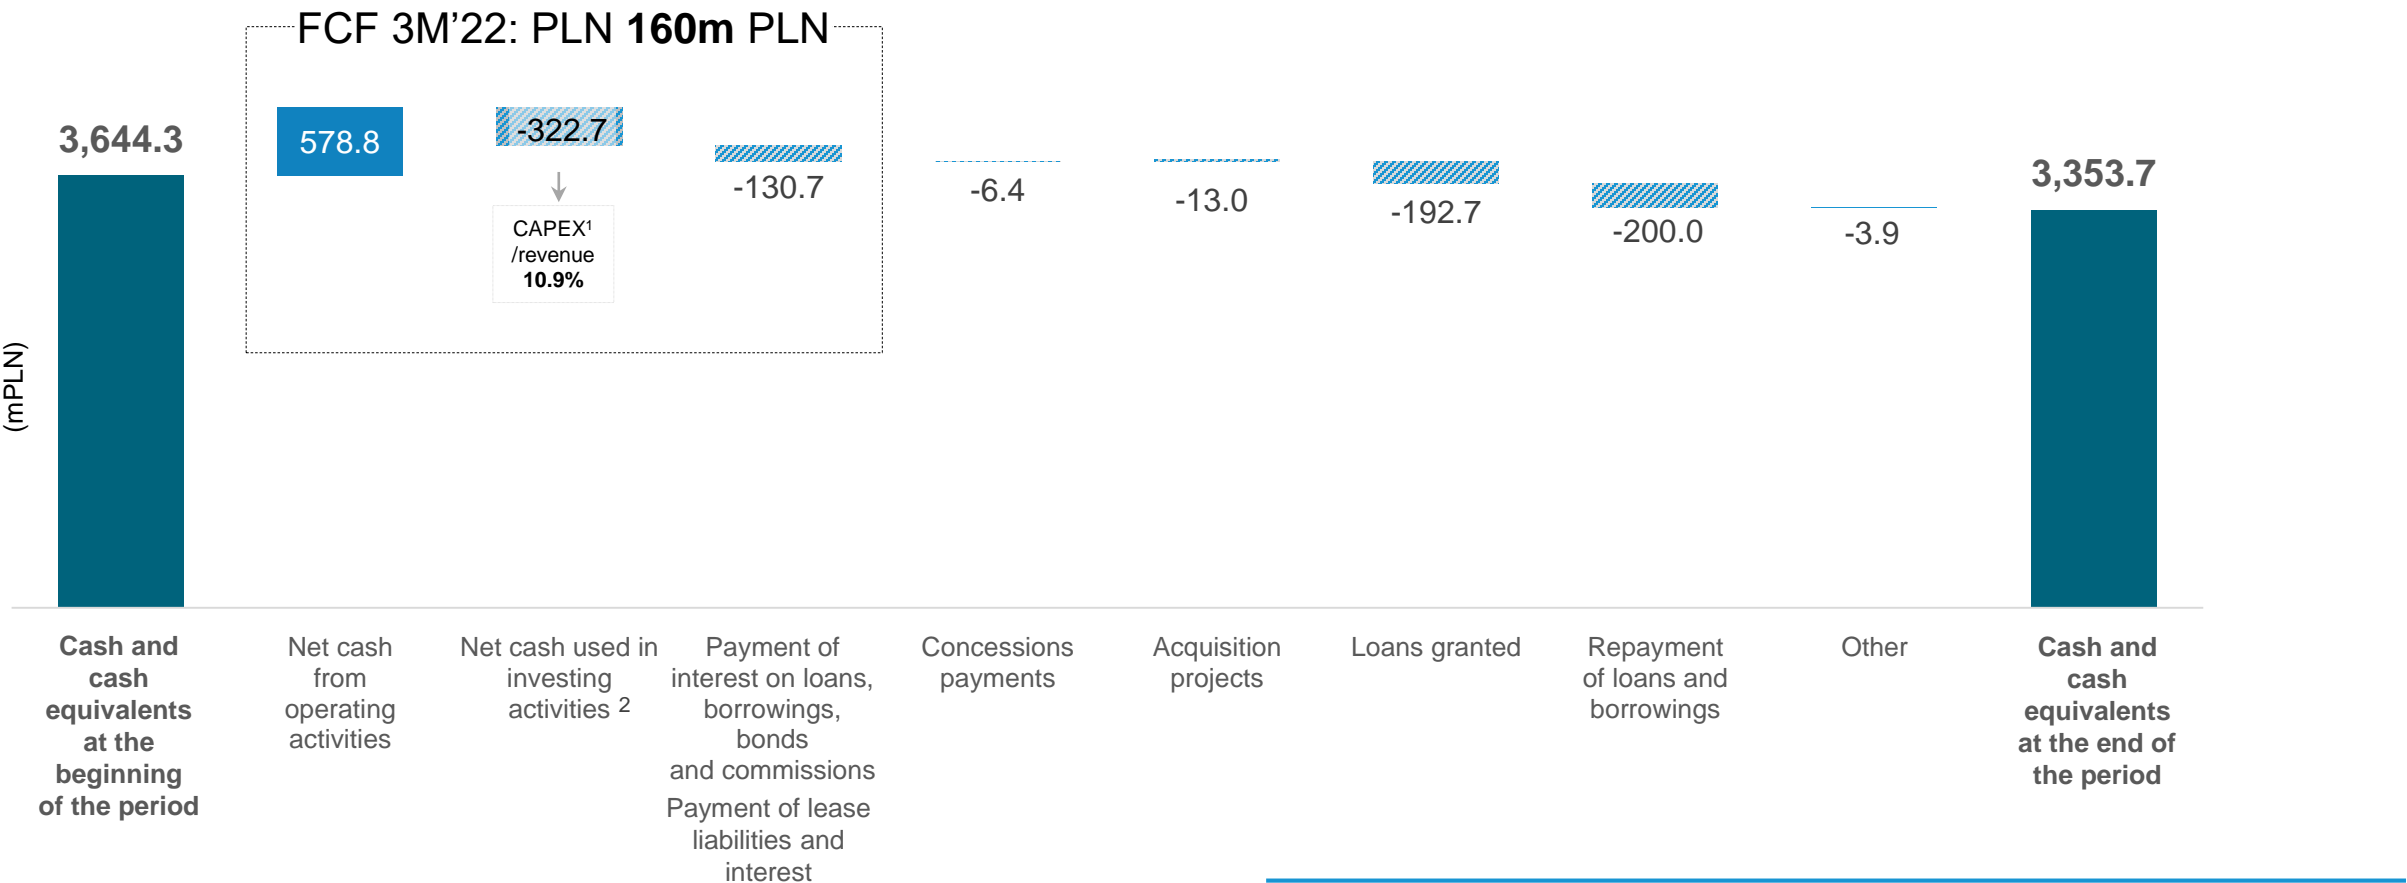 FCF 3M’22: PLN 160m PLN
3,644.3
578.8
-322.7
-130.7
-6.4
-13.0
-192.7
-200.0
-3.9
3,353.7
CAPEX¹
/revenue
10.9%
(mPLN)
Cash and
cash
equivalents
at the
beginning
of the period
Net cash
from
operating
activities
Net cash used in
investing
activities ²
Payment of
interest on loans,
borrowings,
bonds
and commissions
Payment of lease
liabilities and
interest
Concessions
payments
Acquisition
projects
Loans granted
Repayment
of loans and
borrowings
Other
Cash and
cash
equivalents
at the end of
the period